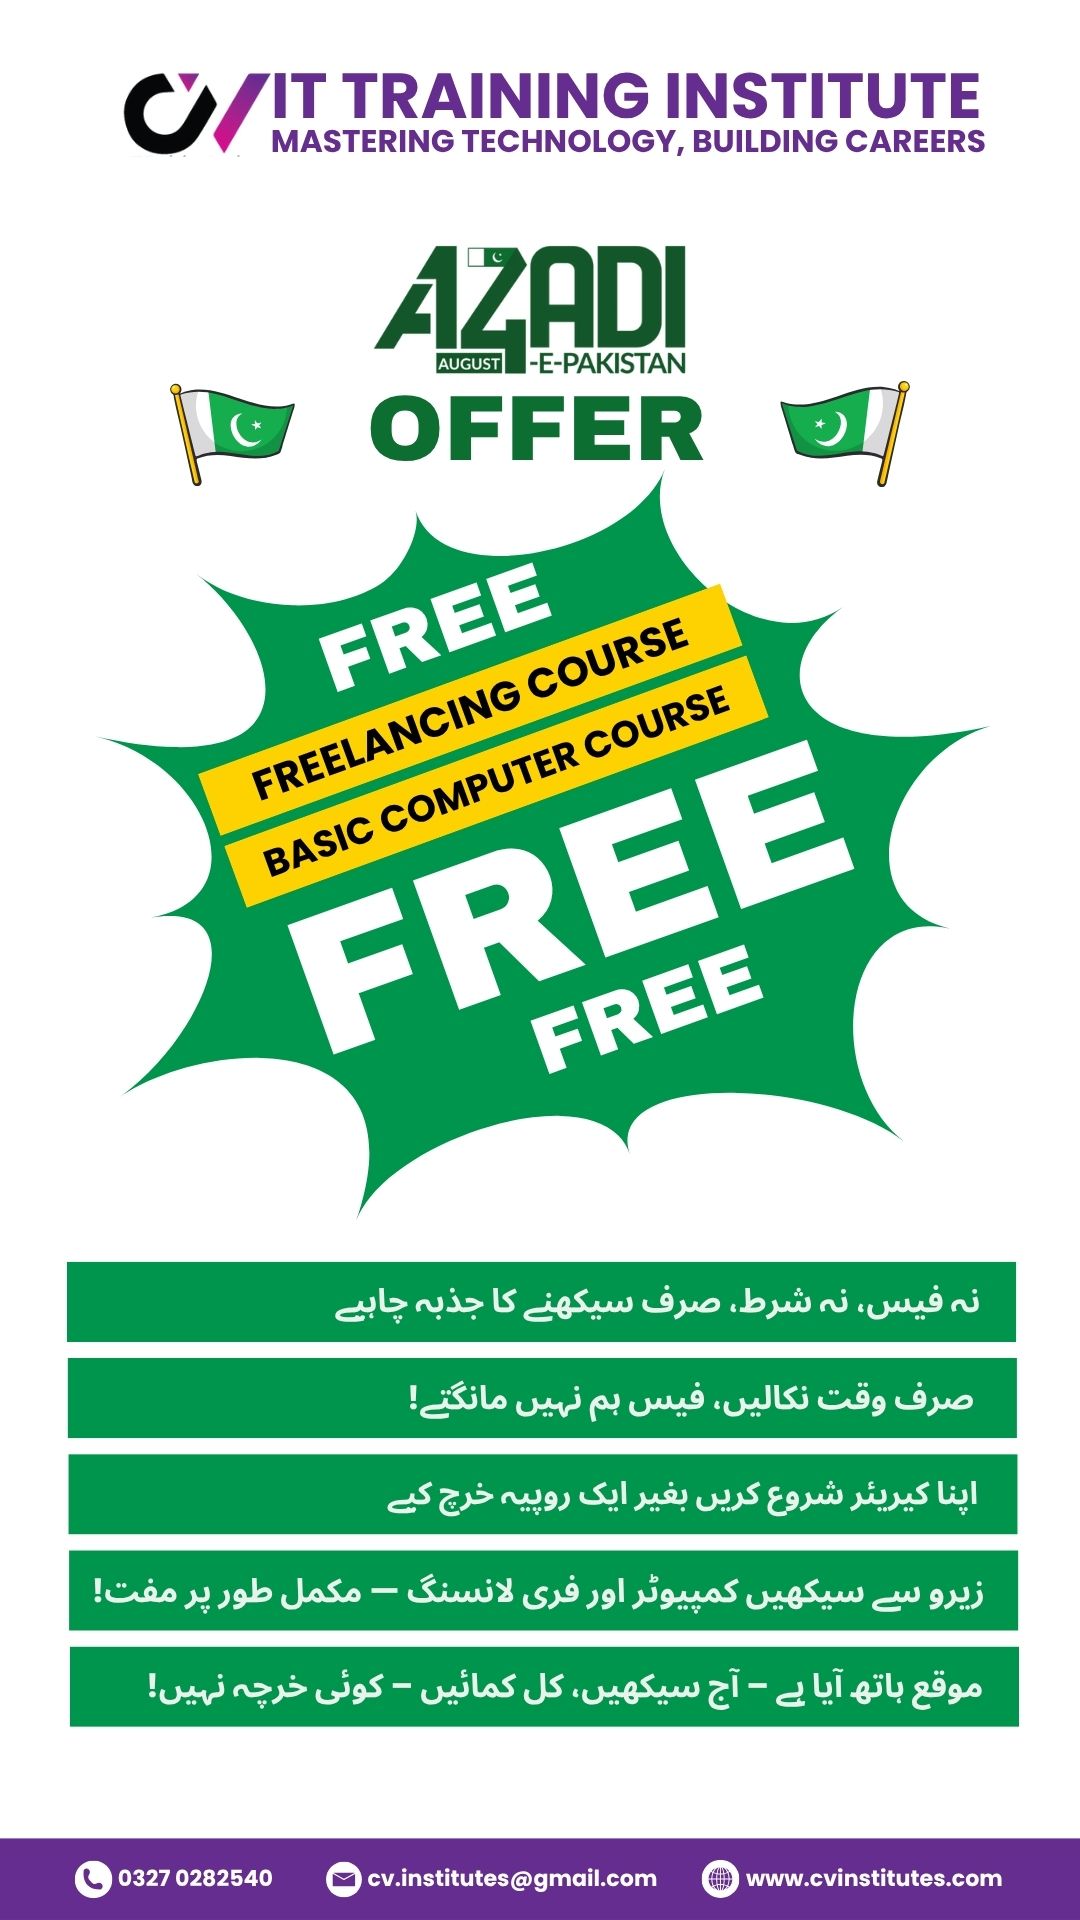 CV IT TRAINING INSTITUTE
MASTERING TECHNOLOGY, BUILDING CAREERS
AZADI
AUGUST 14 -E-PAKISTAN
OFFER
FREE
FREELANCING COURSE
BASIC COMPUTER COURSE
FREE
FREE
نہ فیس، نہ شرط، صرف سیکھنے کا جذبہ چاہیے
صرف وقت نکالیں، فیس ہم نہیں مانگتے!
اپنا کیریئر شروع کریں بغیر ایک روپیہ خرچ کیے
زیرو سے سیکھیں کمپیوٹر اور فری لانسنگ — مکمل طور پر مفت!
موقع ہاتھ آیا ہے – آج سیکھیں، کل کمائیں – کوئی خرچہ نہیں!
0327 0282540
cv.institutes@gmail.com
www.cvinstitutes.com